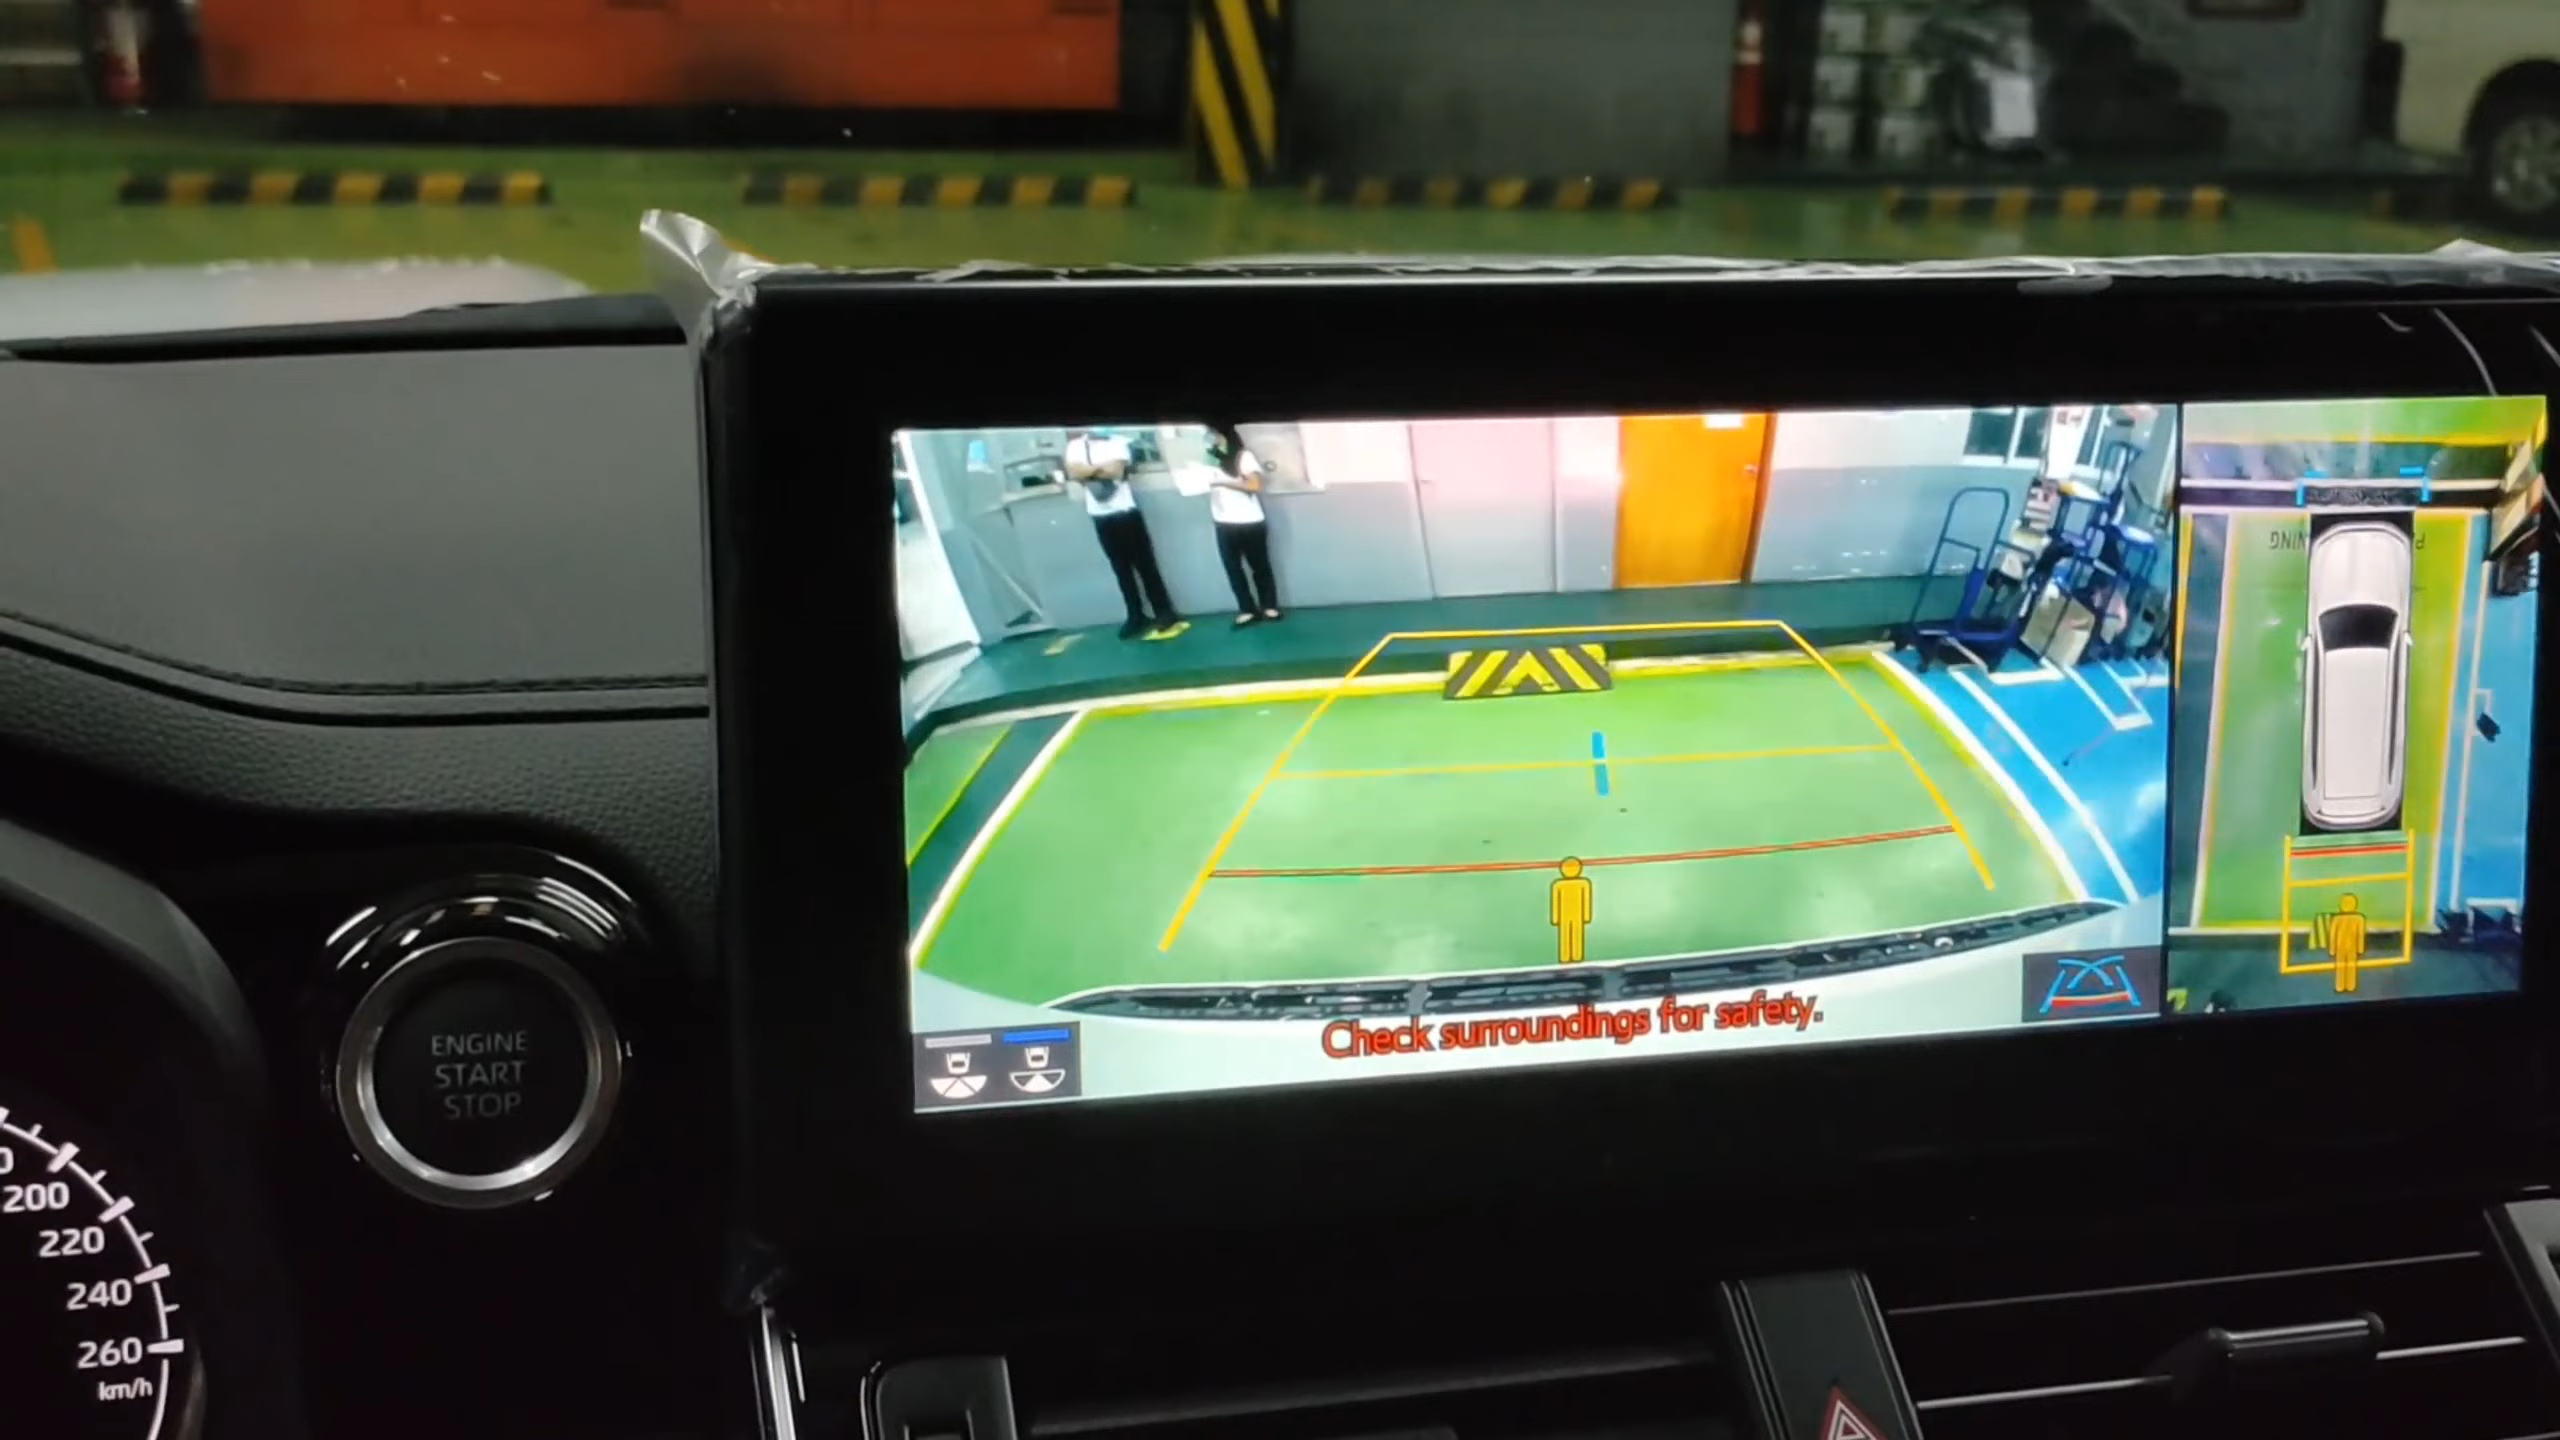 Check surroundings for safety.
ENGINE
START
STOP
200
220
240
260
km/h